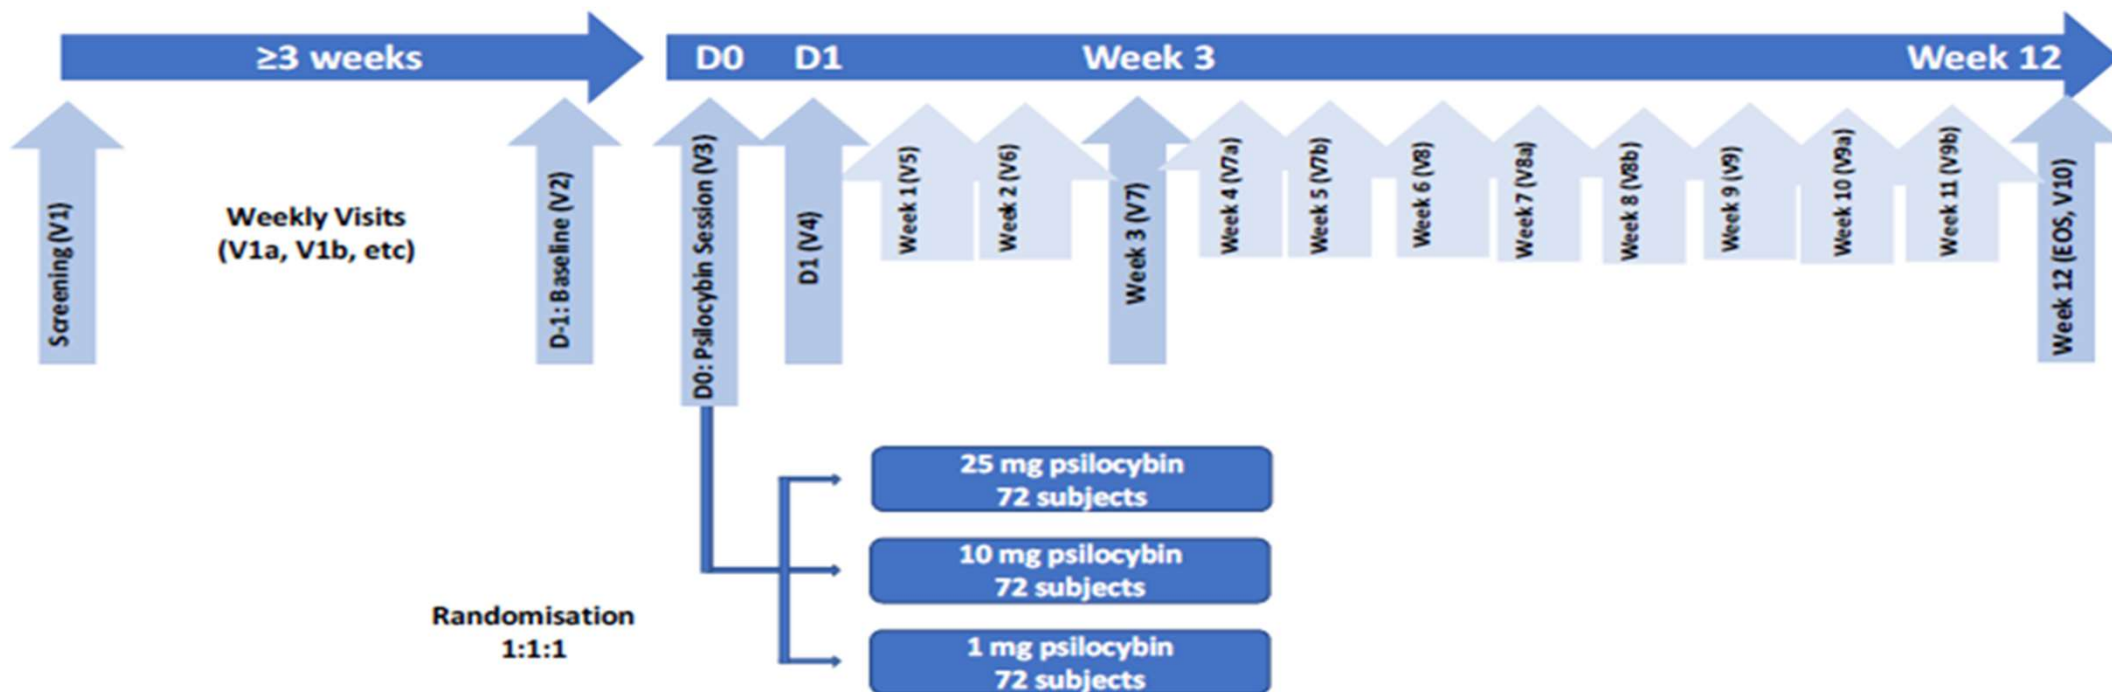 ≥3 weeks
D0 D1 Week 3 Week 12
Screening (V1)
Weekly Visits
(V1a, V1b, etc)
D-1: Baseline (V2)
D0: Psilocybin Session (V3)
D1 (V4)
Week 1 (V5)
Week 2 (V6)
Week 3 (V7)
Week 4 (V7a)
Week 5 (V7b)
Week 6 (V8)
Week 7 (V8a)
Week 8 (V8b)
Week 9 (V9)
Week 10 (V9a)
Week 11 (V9b)
Week 12 (EOS, V10)
25 mg psilocybin
72 subjects
10 mg psilocybin
72 subjects
Randomisation
1:1:1
1 mg psilocybin
72 subjects